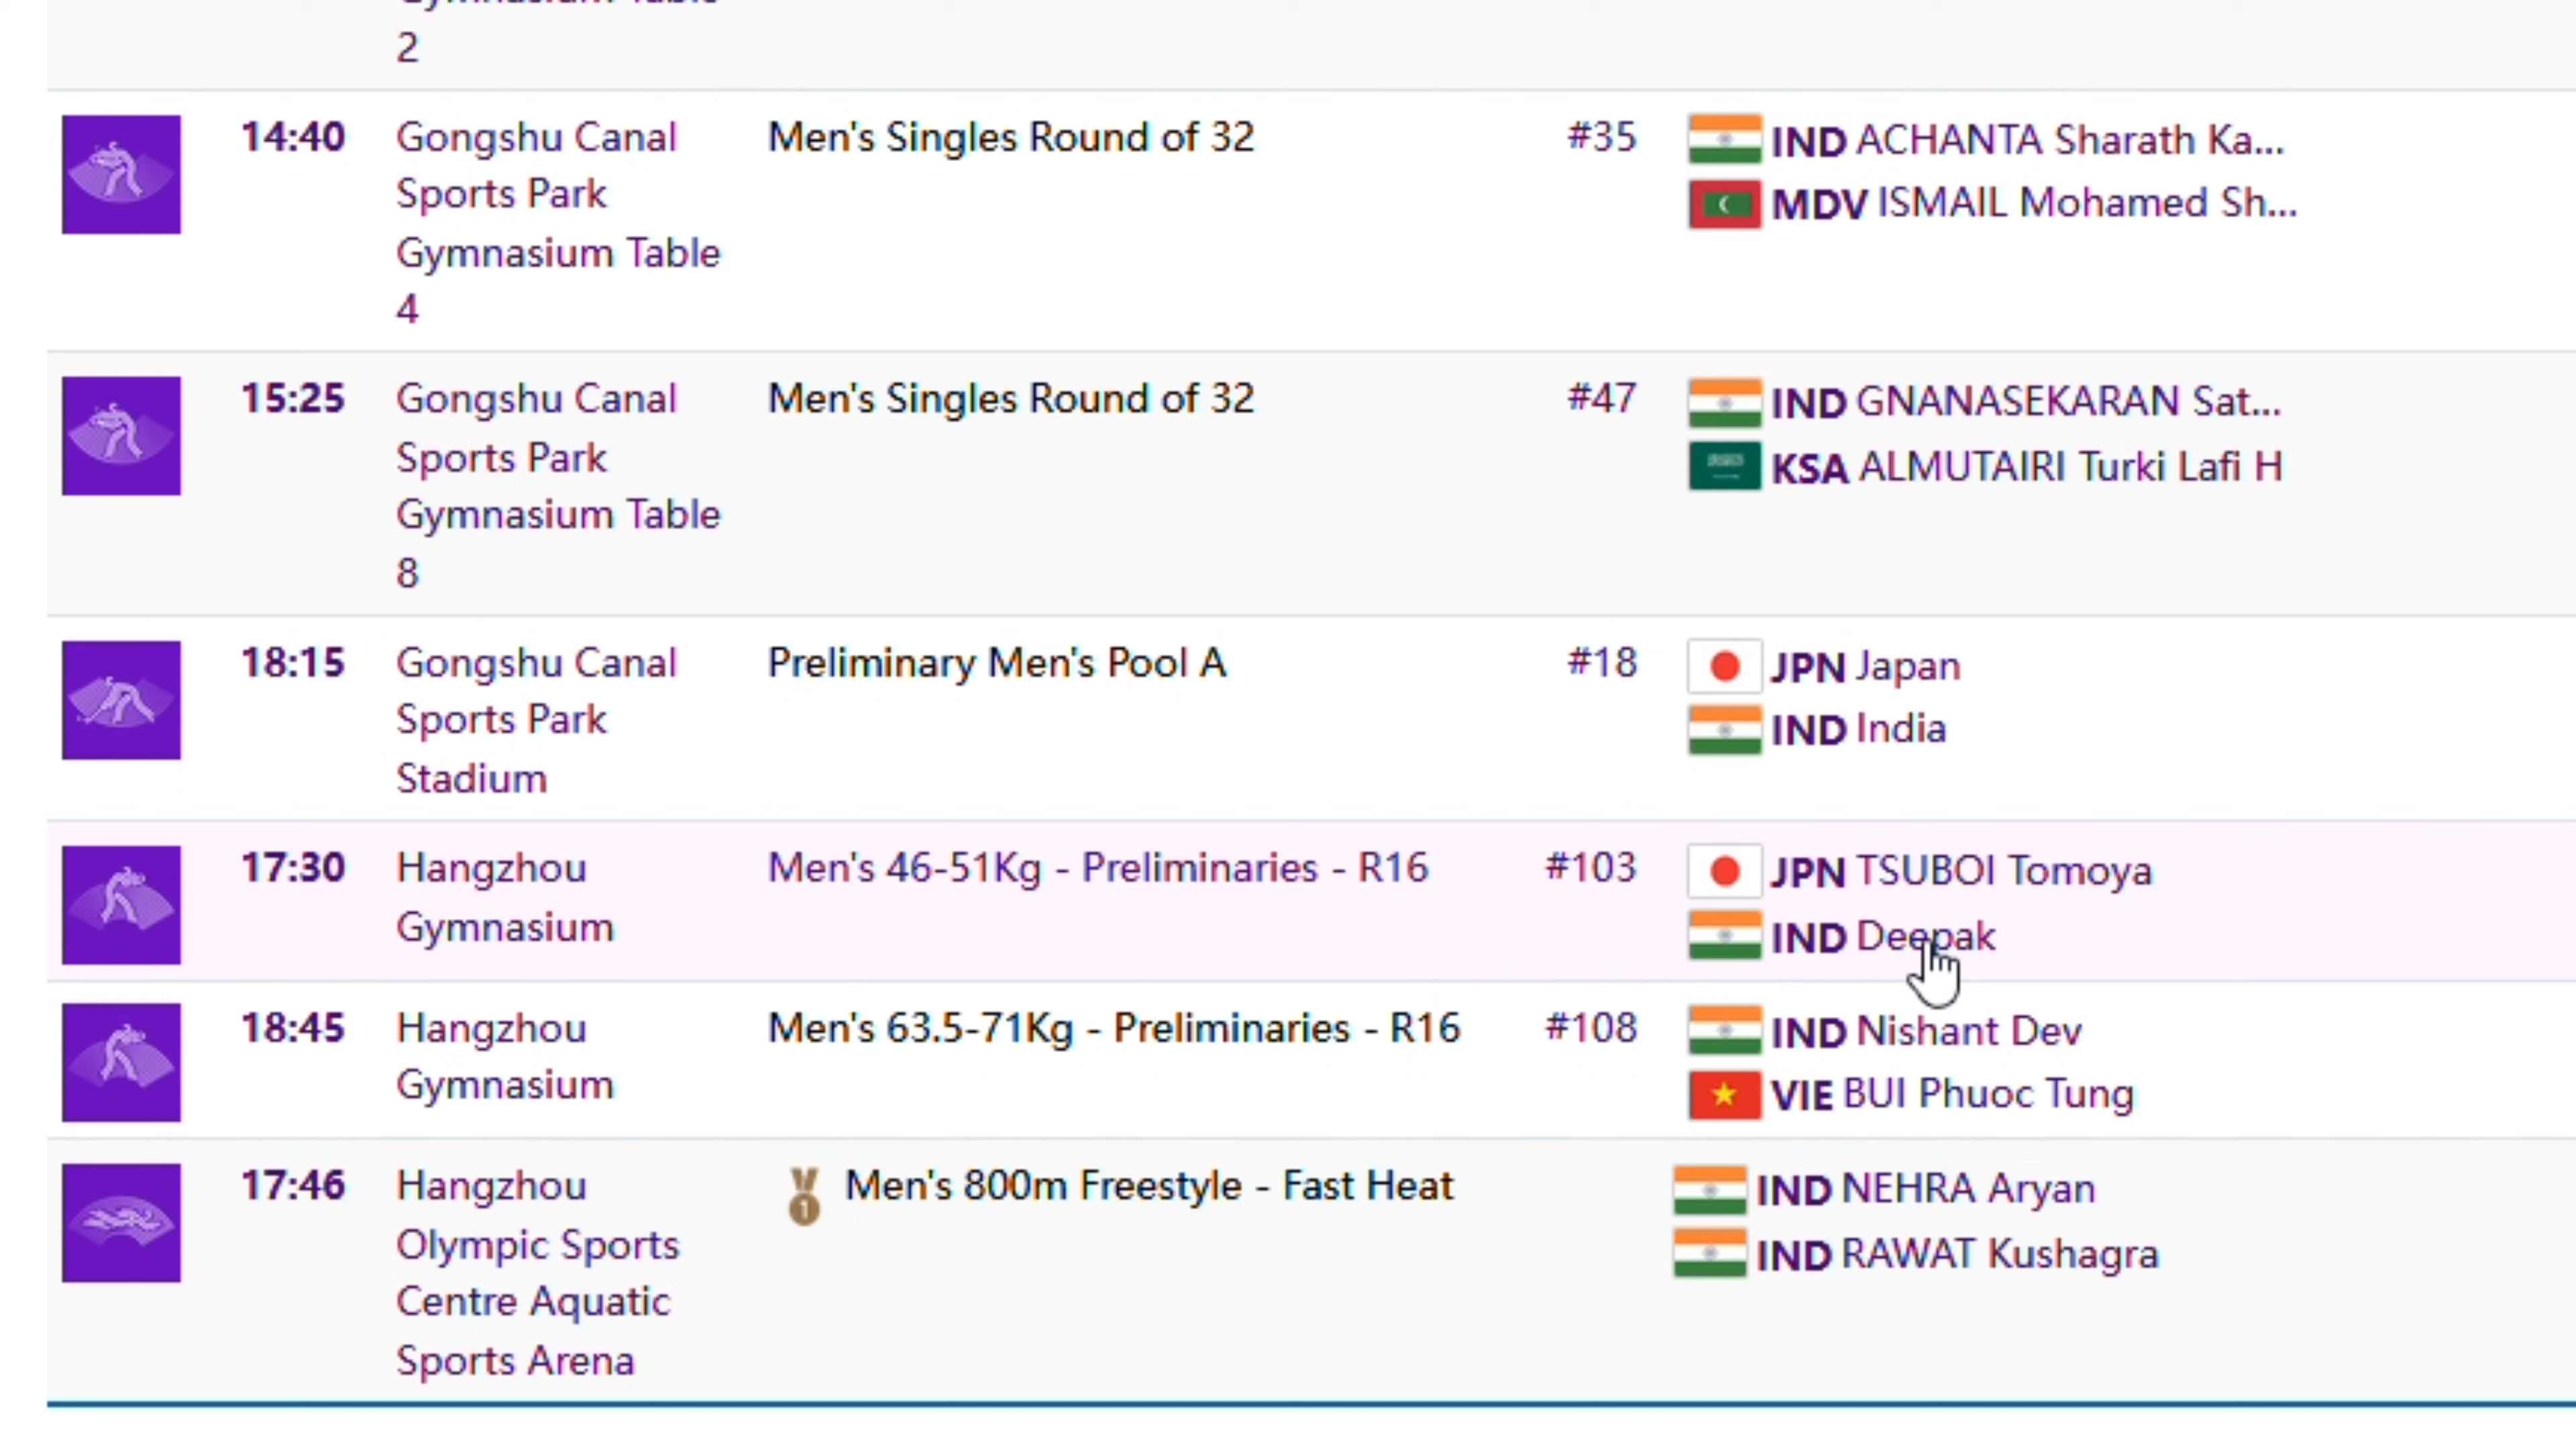 2
14:40 Gongshu Canal Men's Singles Round of 32 #35 IND ACHANTA Sharath Ka...
Sports Park MDV ISMAIL Mohamed Sh...
Gymnasium Table
4
15:25 Gongshu Canal Men's Singles Round of 32 #47 IND GNANASEKARAN Sat...
Sports Park KSA ALMUTAIRI Turki Lafi H
Gymnasium Table
8
18:15 Gongshu Canal Preliminary Men's Pool A #18 JPN Japan
Sports Park IND India
Stadium
17:30 Hangzhou Men's 46-51Kg - Preliminaries - R16 #103 JPN TSUBOI Tomoya
Gymnasium IND Deepak
18:45 Hangzhou Men's 63.5-71Kg - Preliminaries - R16 #108 IND Nishant Dev
Gymnasium VIE BUI Phuoc Tung
17:46 Hangzhou 1 Men's 800m Freestyle - Fast Heat IND NEHRA Aryan
Olympic Sports IND RAWAT Kushagra
Centre Aquatic
Sports Arena